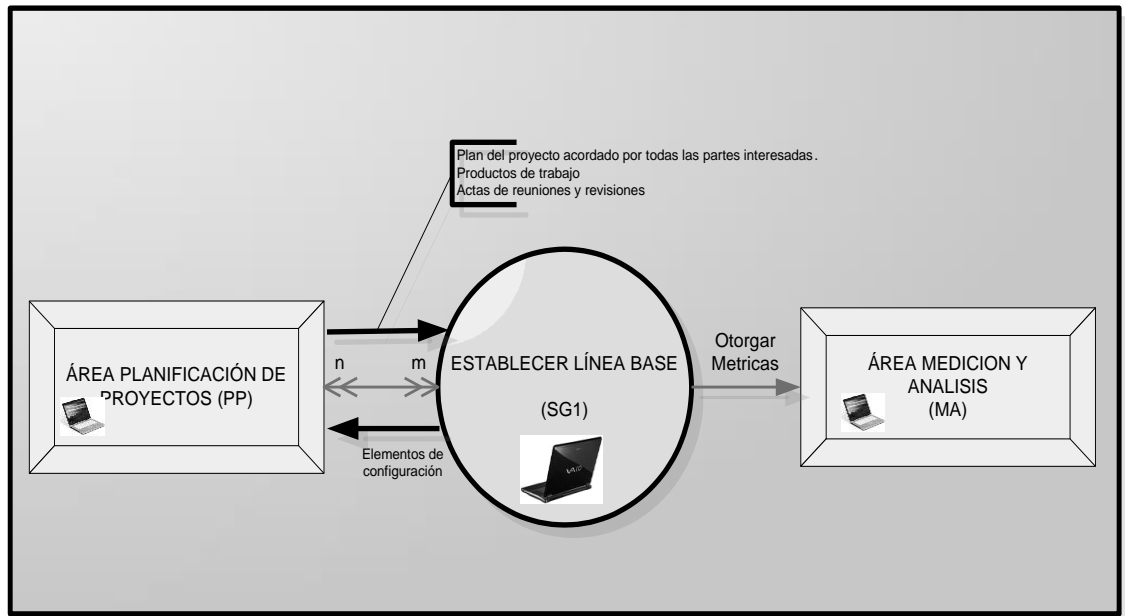 Plan del proyecto acordado por todas las partes interesadas.
Productos de trabajo
Actas de reuniones y revisiones
ÁREA PLANIFICACIÓN DE
PROYECTOS (PP)
n
m
Elementos de
configuración
ESTABLECER LÍNEA BASE
(SG1)
VAIO
Otorgar
Metricas
ÁREA MEDICION Y
ANALISIS
(MA)